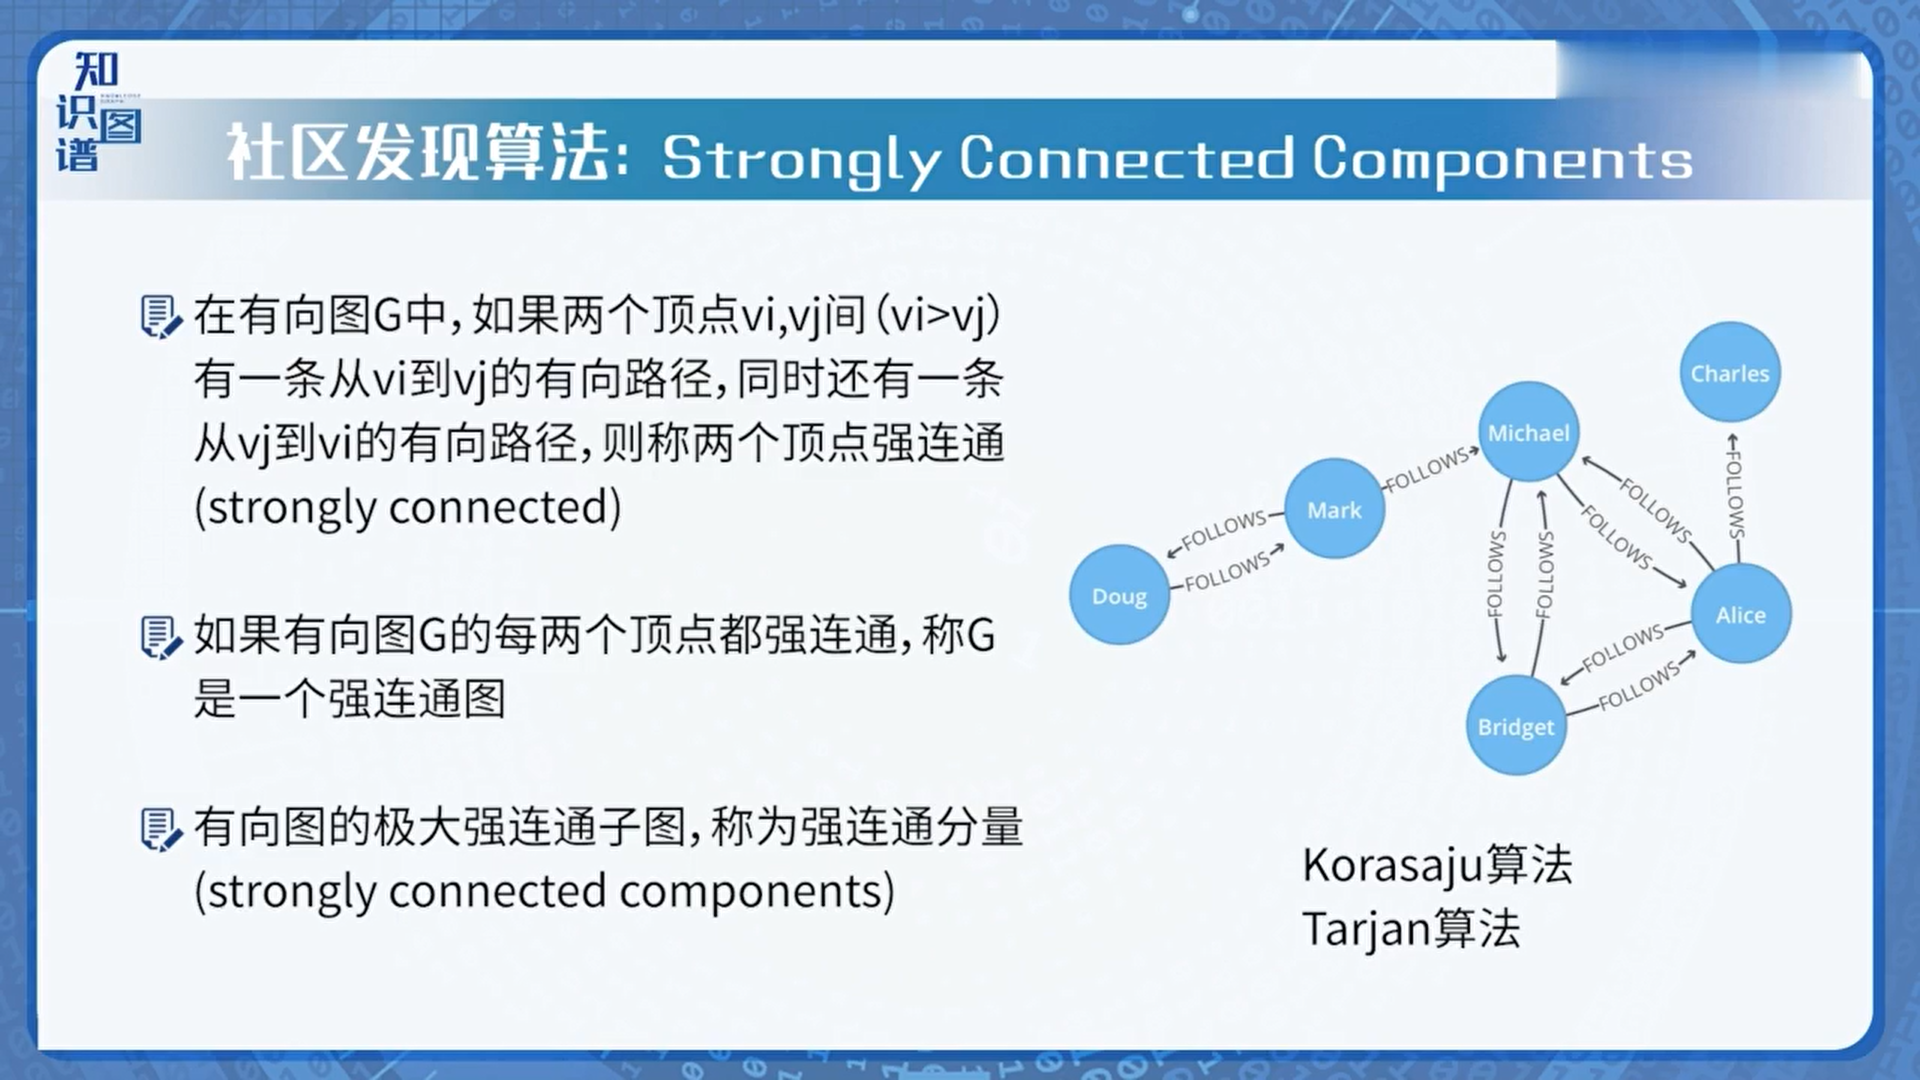 知
识图
谱
社区发现算法：Strongly Connected Components
在有向图G中，如果两个顶点vi,vj间（vi>vj）
有一条从vi到vj的有向路径，同时还有一条
从vj到vi的有向路径，则称两个顶点强连通
(strongly connected)
如果有向图G的每两个顶点都强连通，称G
是一个强连通图
有向图的极大强连通子图，称为强连通分量
(strongly connected components)
Charles
Michael
FOLLOWS
FOLLOWS
Mark
FOLLOWS
FOLLOWS
FOLLOWS
FOLLOWS
FOLLOWS
FOLLOWS
Doug
FOLLOWS
Alice
FOLLOWS
FOLLOWS
Bridget
Korasaju算法
Tarjan算法